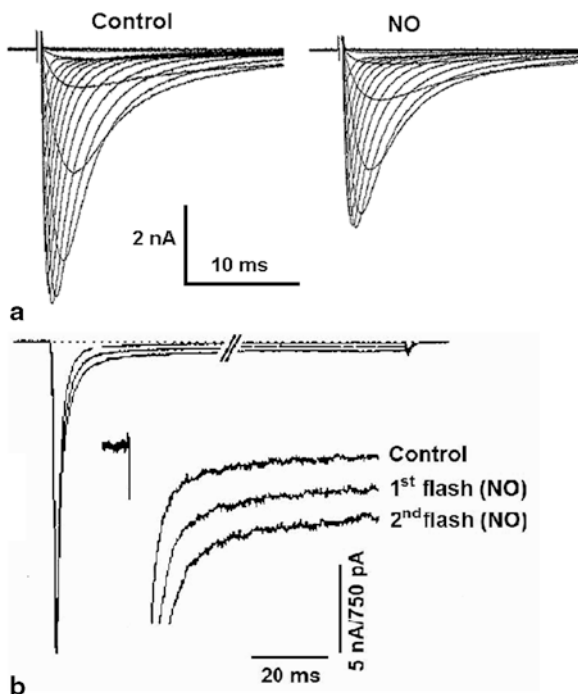 Control NO
2 nA
10 ms
a
Control
1st flash (NO)
2nd flash (NO)
5 nA/750 pA
20 ms
b